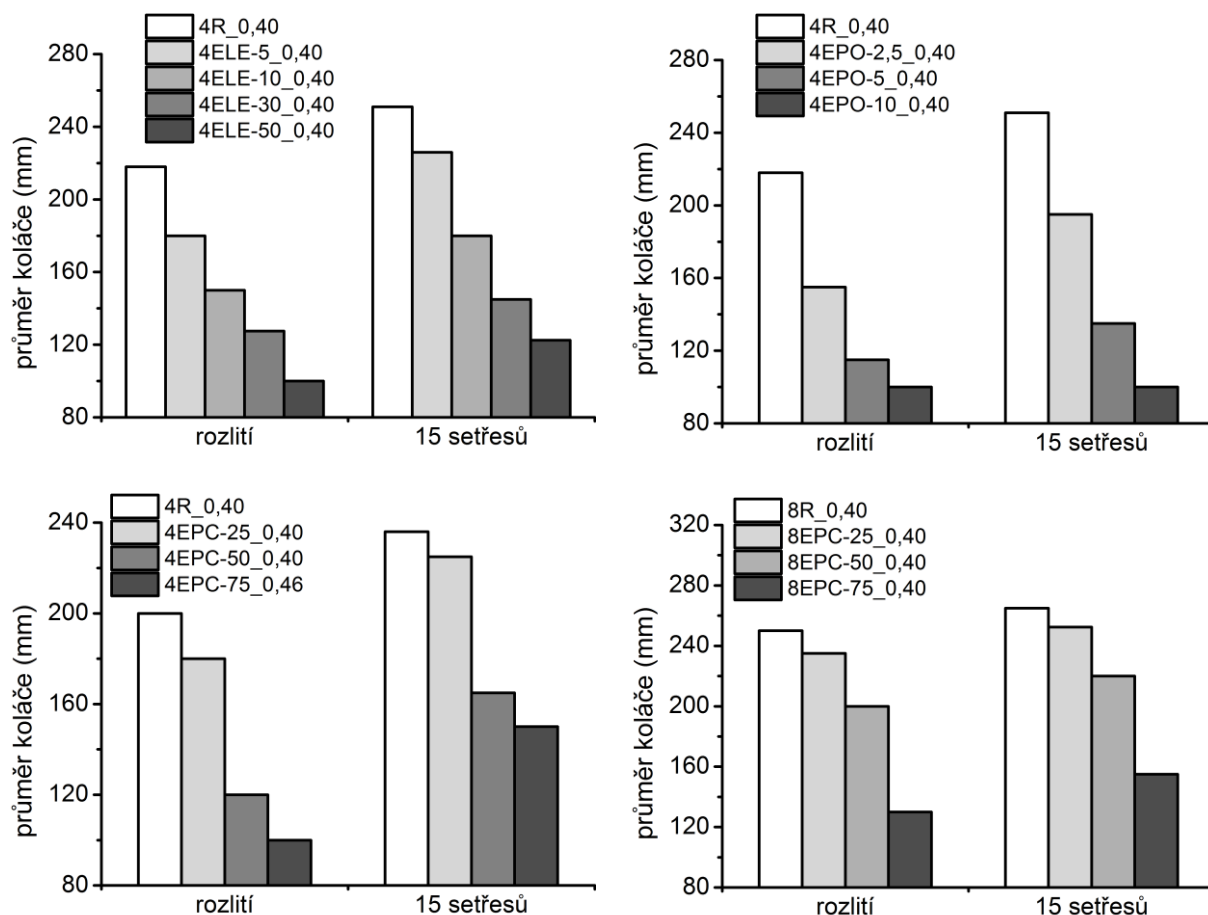 4R_0,40
4ELE-5_0,40
4ELE-10_0,40
4ELE-30_0,40
4ELE-50_0,40
280
240
200
160
120
80
průměr koláče (mm)
rozlití
15 setřesů
4R_0,40
4EPO-2,5_0,40
4EPO-5_0,40
4EPO-10_0,40
280
240
200
160
120
80
průměr koláče (mm)
rozlití
15 setřesů
4R_0,40
4EPC-25_0,40
4EPC-50_0,40
4EPC-75_0,46
240
200
160
120
80
průměr koláče (mm)
rozlití
15 setřesů
8R_0,40
8EPC-25_0,40
8EPC-50_0,40
8EPC-75_0,40
320
280
240
200
160
120
80
průměr koláče (mm)
rozlití
15 setřesů